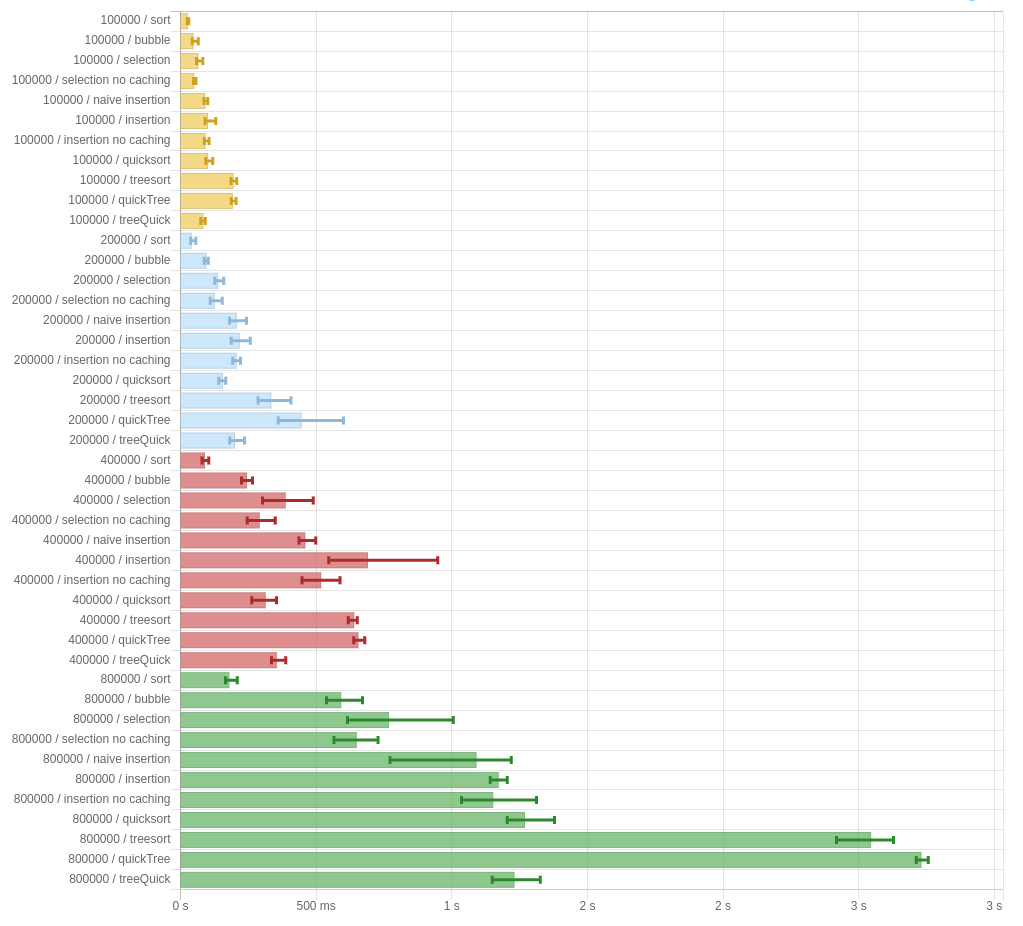 100000 / sort
100000 / bubble
100000 / selection
100000 / selection no caching
100000 / naive insertion
100000 / insertion
100000 / insertion no caching
100000 / quicksort
100000 / treesort
100000 / quickTree
100000 / treeQuick
200000 / sort
200000 / bubble
200000 / selection
200000 / selection no caching
200000 / naive insertion
200000 / insertion
200000 / insertion no caching
200000 / quicksort
200000 / treesort
200000 / quickTree
200000 / treeQuick
400000 / sort
400000 / bubble
400000 / selection
400000 / selection no caching
400000 / naive insertion
400000 / insertion
400000 / insertion no caching
400000 / quicksort
400000 / treesort
400000 / quickTree
400000 / treeQuick
800000 / sort
800000 / bubble
800000 / selection
800000 / selection no caching
800000 / naive insertion
800000 / insertion
800000 / insertion no caching
800000 / quicksort
800000 / treesort
800000 / quickTree
800000 / treeQuick
0 s 500 ms 1 s 2 s 2 s 3 s 3 s